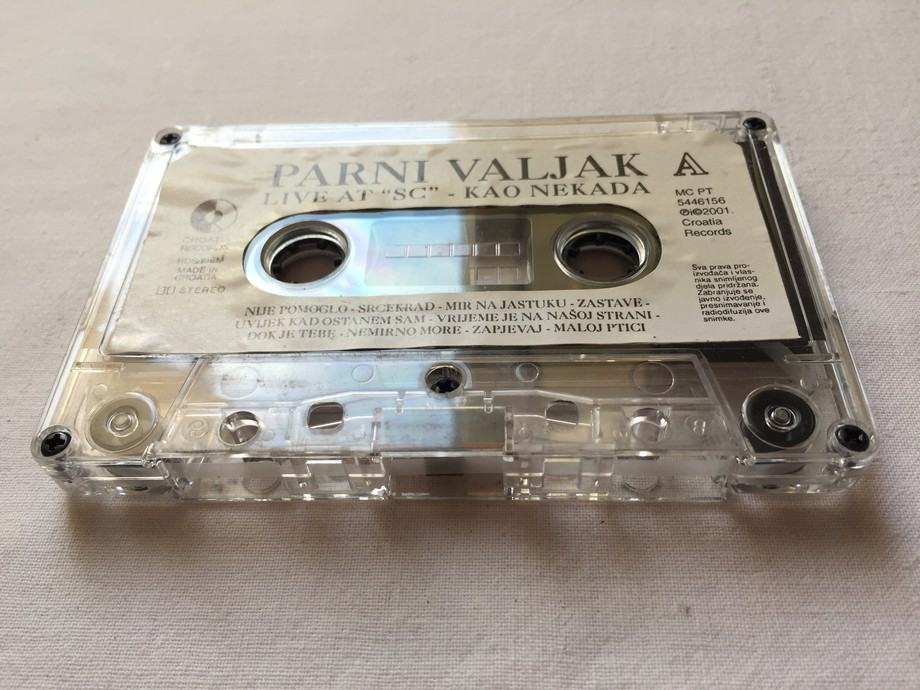 PARNI VALJAK
LIVE AT "SC" - KAO NEKADA
A
MC PT
5446156
℗i©2001.
Croatia
Records
CROATIA
RECORDS
MADE IN
CROATIA
STEREO
Sva prava pro-
izvođača i vlas-
nika snimljenog
djela pridržana.
Zabranjuje se
javno izvođenje,
presnimavanje i
radiodifuzija ove
snimke.
NIJE POMOGLO - SRCEKRAD - MIR NA JASTUKU - ZASTAVE -
UVIJEK KAD OSTANEM SAM - VRIJEME JE NA NAŠOJ STRANI -
DOK JE TEBE - NEMIRNO MORE - ZAPJEVAJ - MALOJ PTICI